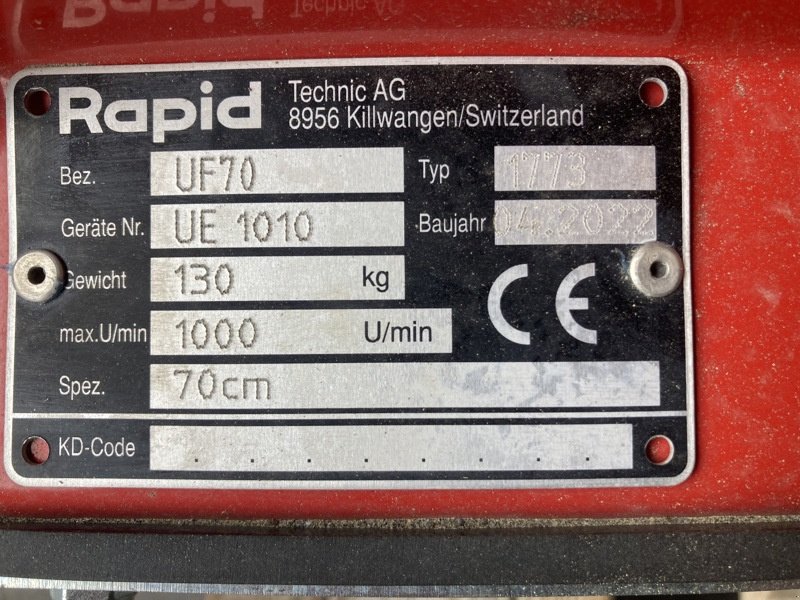 Rapid Technic AG
8956 Killwangen/Switzerland
Bez. UF70 Typ 1773
Geräte Nr. UE 1010 Baujahr 04.2022
Gewicht 130 kg
max.U/min 1000 U/min
CE
Spez. 70cm
KD-Code . . . . . . . .